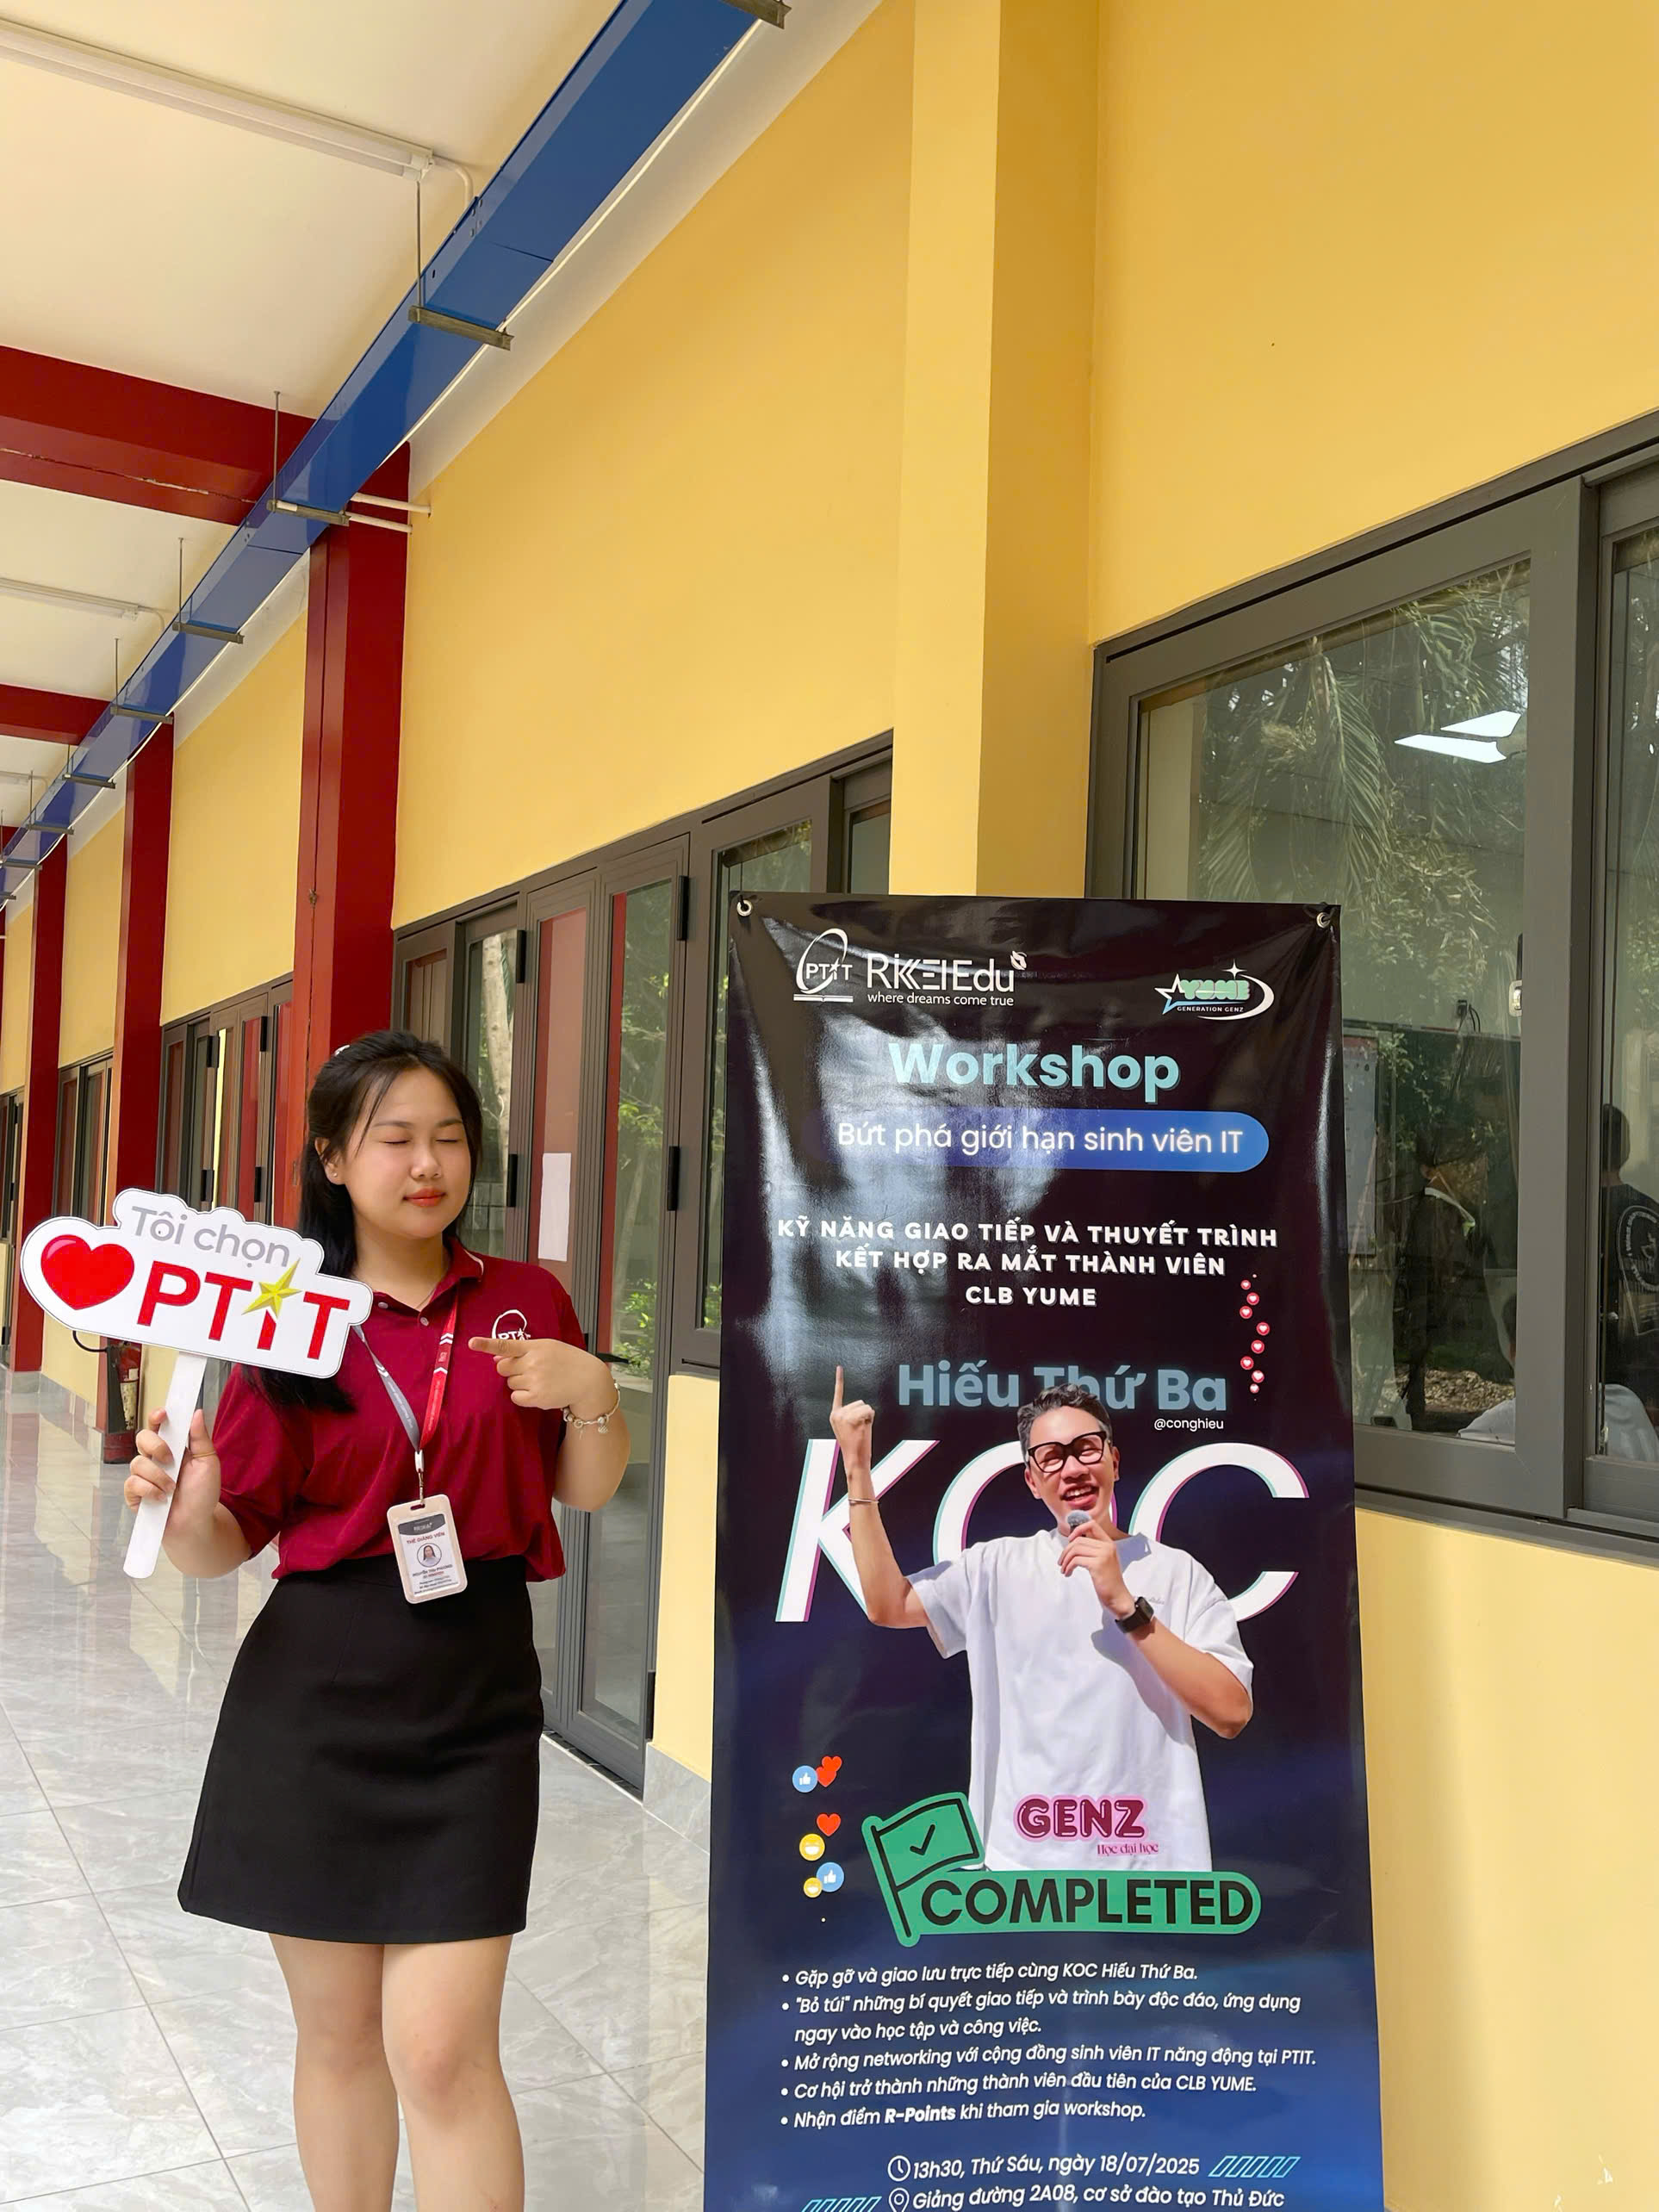 PTIT
RIKKEIEdu
where dreams come true
YUME
GENERATION GENZ
Workshop
Bứt phá giới hạn sinh viên IT
KỸ NĂNG GIAO TIẾP VÀ THUYẾT TRÌNH
KẾT HỢP RA MẮT THÀNH VIÊN
CLB YUME
Hiếu Thứ Ba
@conghieu
KOC
GENZ
Học đại học
COMPLETED
• Gặp gỡ và giao lưu trực tiếp cùng KOC Hiếu Thứ Ba.
• "Bỏ túi" những bí quyết giao tiếp và trình bày độc đáo, ứng dụng
ngay vào học tập và công việc.
• Mở rộng networking với cộng đồng sinh viên IT năng động tại PTIT.
• Cơ hội trở thành những thành viên đầu tiên của CLB YUME.
• Nhận điểm R-Points khi tham gia workshop.
13h30, Thứ Sáu, ngày 18/07/2025
Giảng đường 2A08, cơ sở đào tạo Thủ Đức
Tôi chọn
PTIT
PTIT
THẺ GIẢNG VIÊN